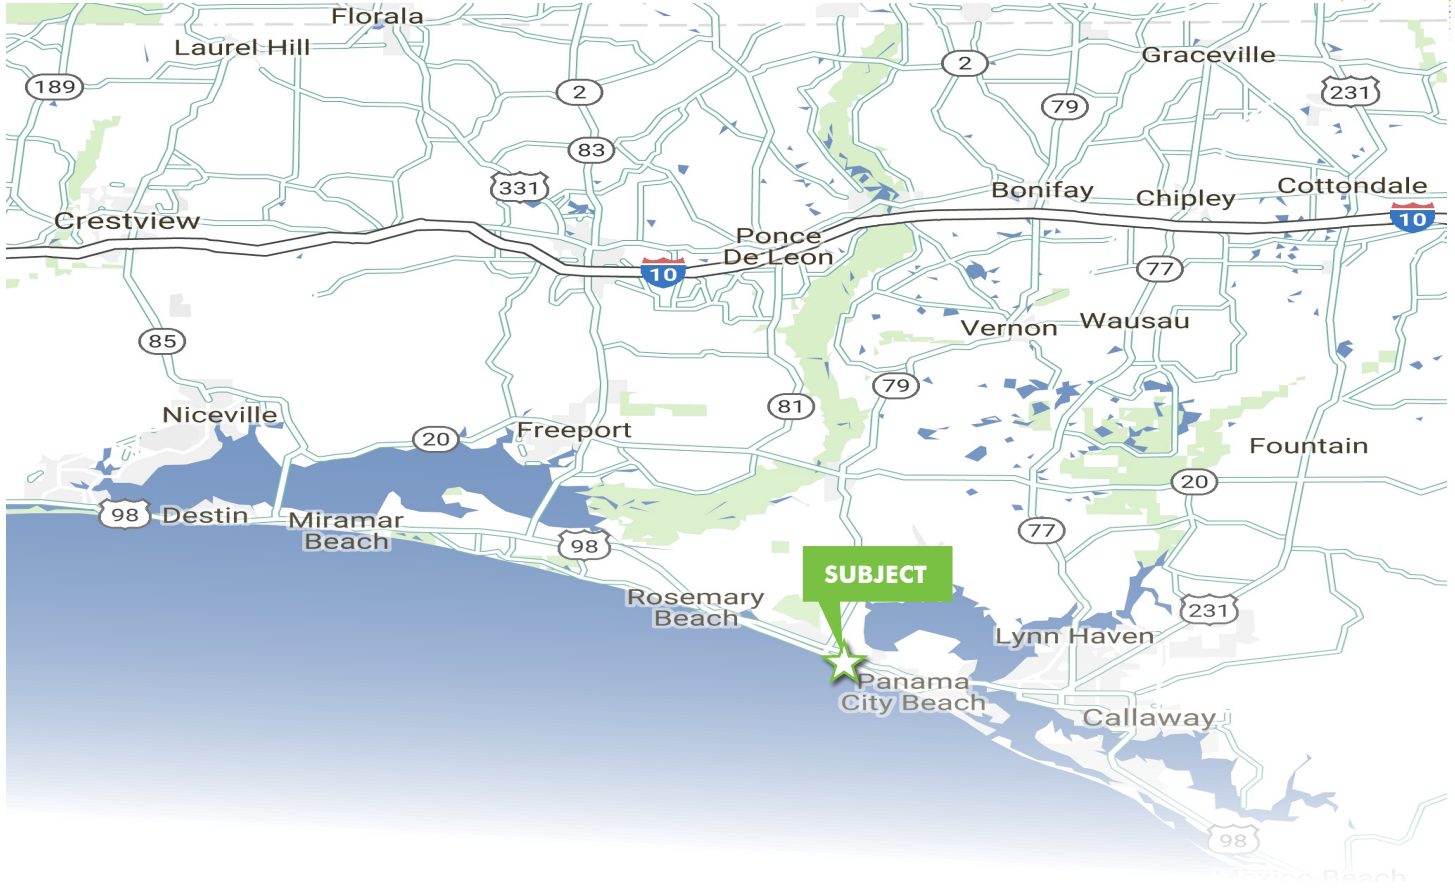 Florala
Laurel Hill
Graceville
2
189
2
231
79
83
331
Bonifay
Chipley
Cottondale
Crestview
10
Ponce
De Leon
10
77
Vernon
Wausau
85
79
81
Niceville
20
Freeport
Fountain
20
98
Destin
Miramar
Beach
77
98
SUBJECT
Rosemary
Beach
231
Lynn Haven
Panama
City Beach
Callaway
98
Beach